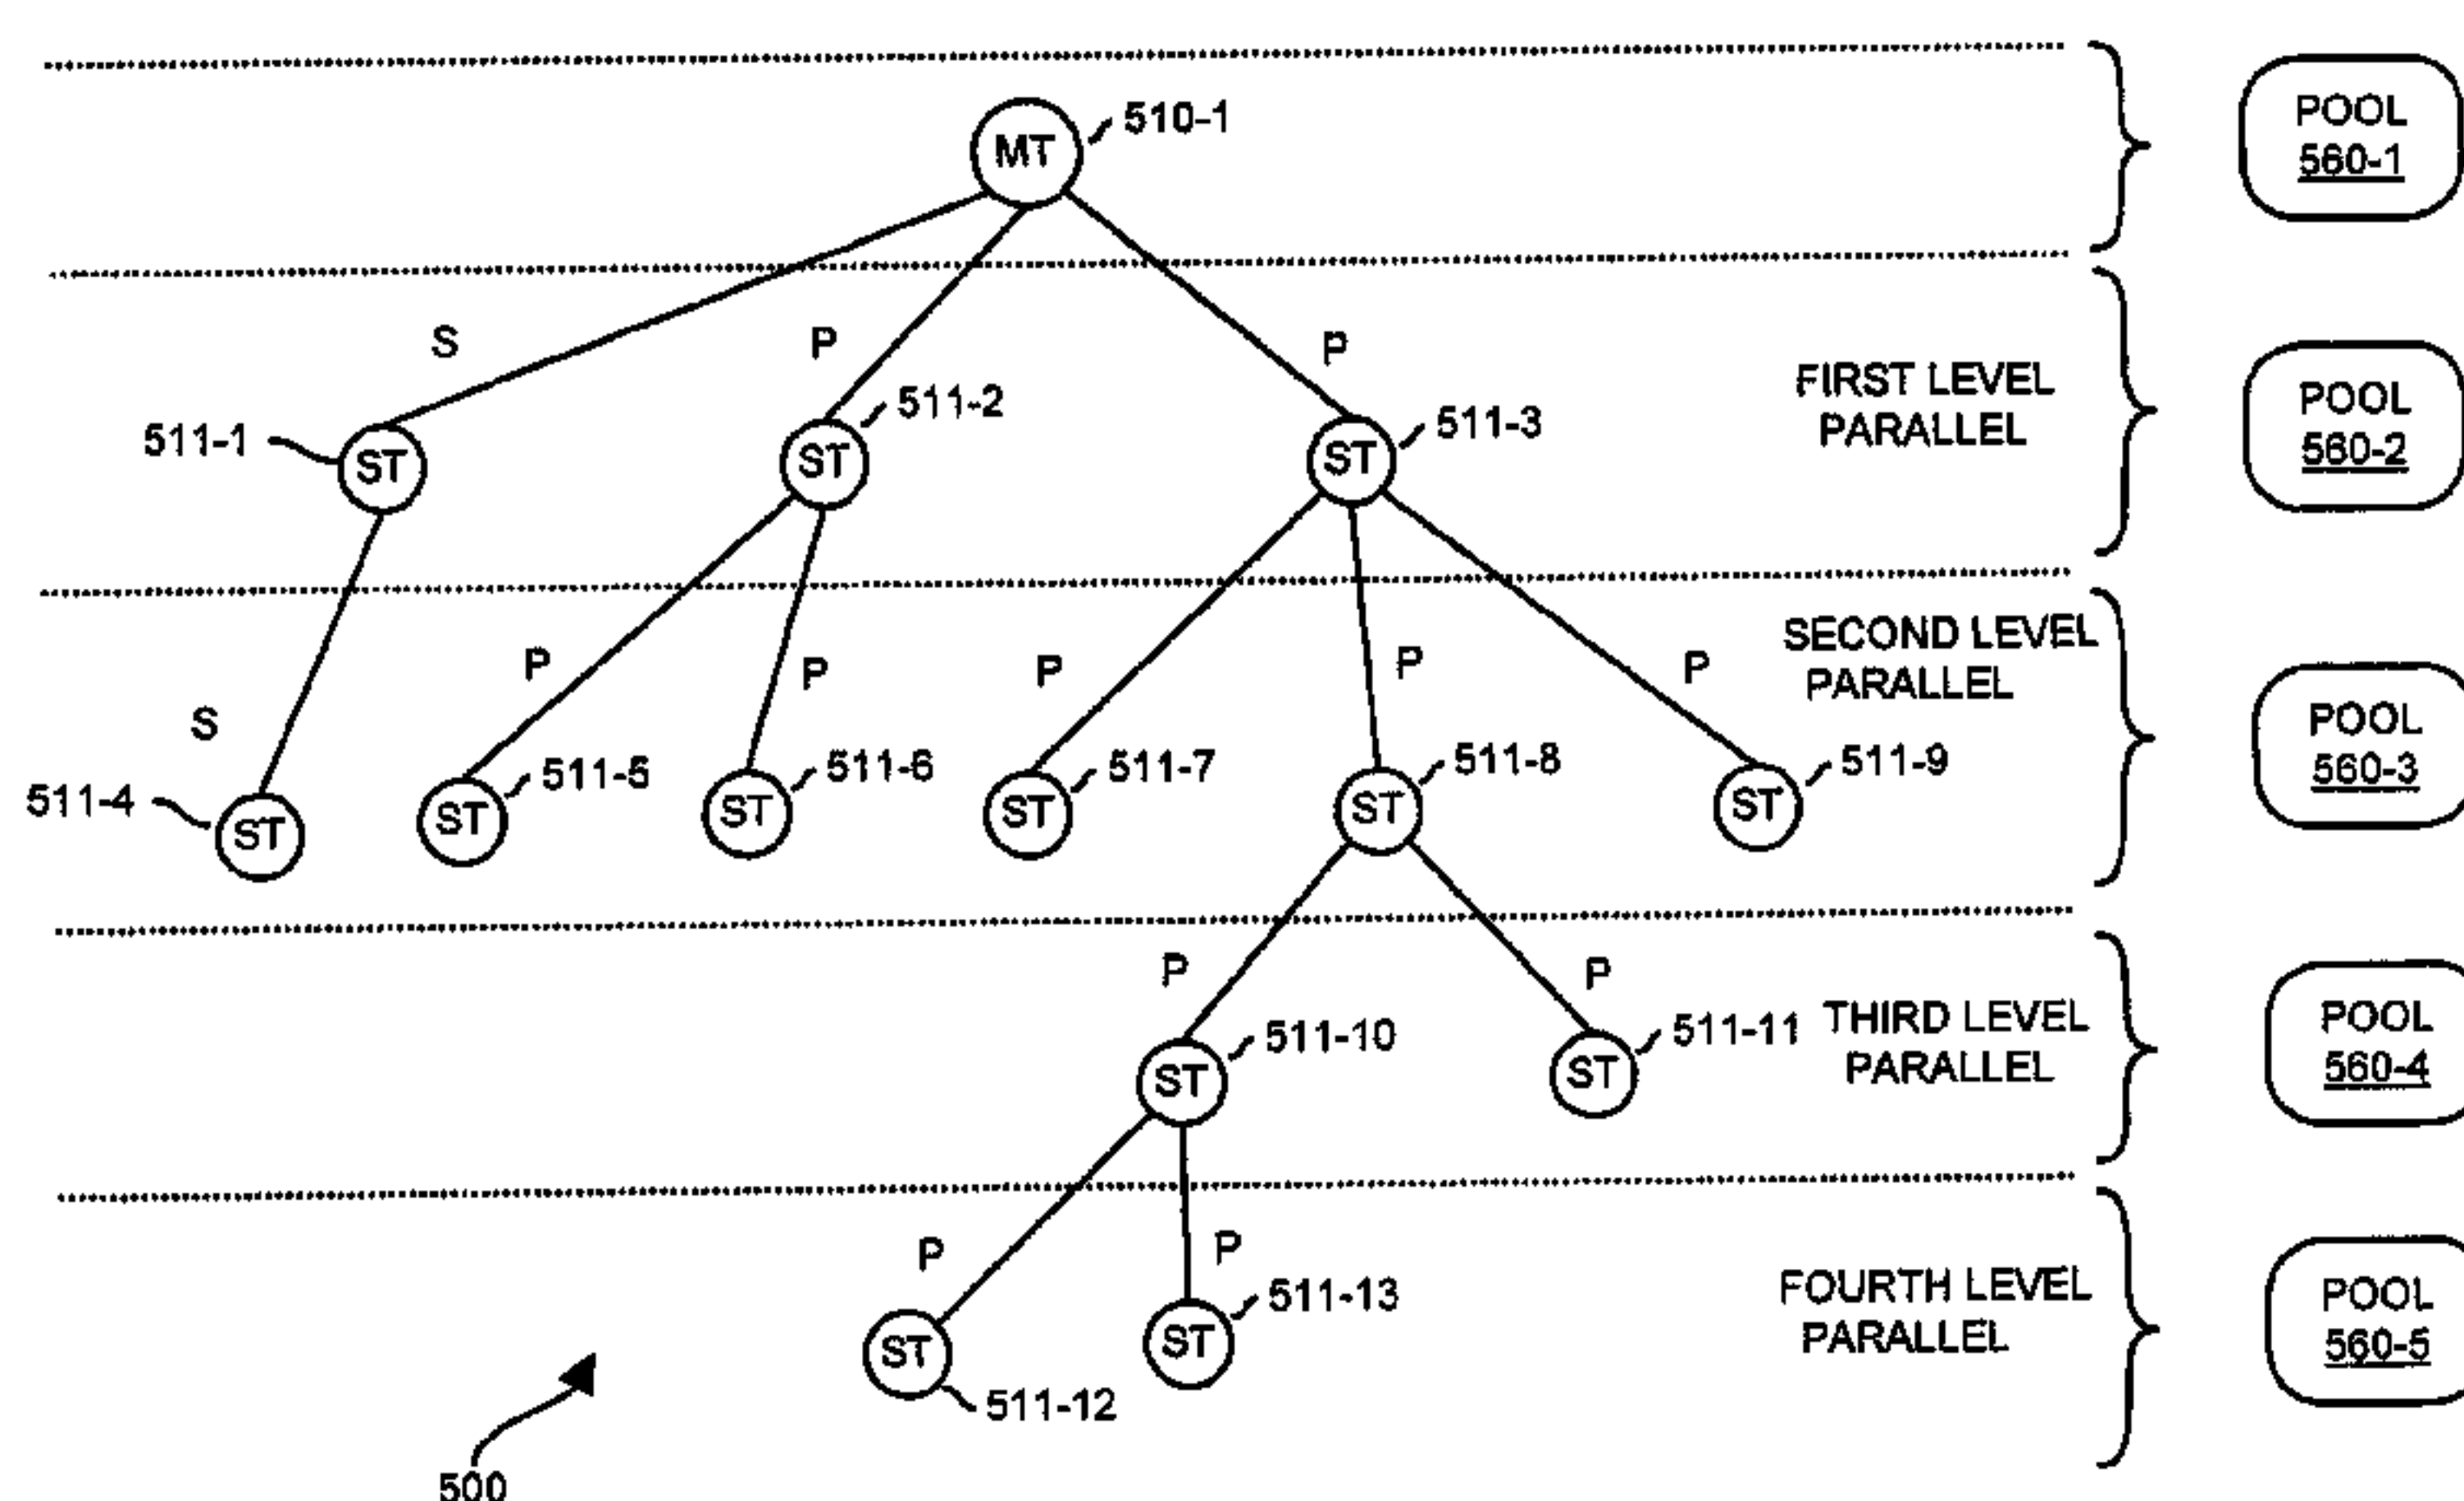 510-1
MT
POOL
560-1
S
P
P
FIRST LEVEL
PARALLEL
POOL
560-2
511-1
ST
511-2
ST
511-3
ST
SECOND LEVEL
PARALLEL
S
P
P
P
P
P
POOL
560-3
511-4
ST
511-5
ST
511-6
ST
511-7
ST
511-8
ST
511-9
ST
P
P
THIRD LEVEL
PARALLEL
POOL
560-4
511-10
ST
511-11
ST
P
P
FOURTH LEVEL
PARALLEL
POOL
560-5
511-13
ST
ST
511-12
500